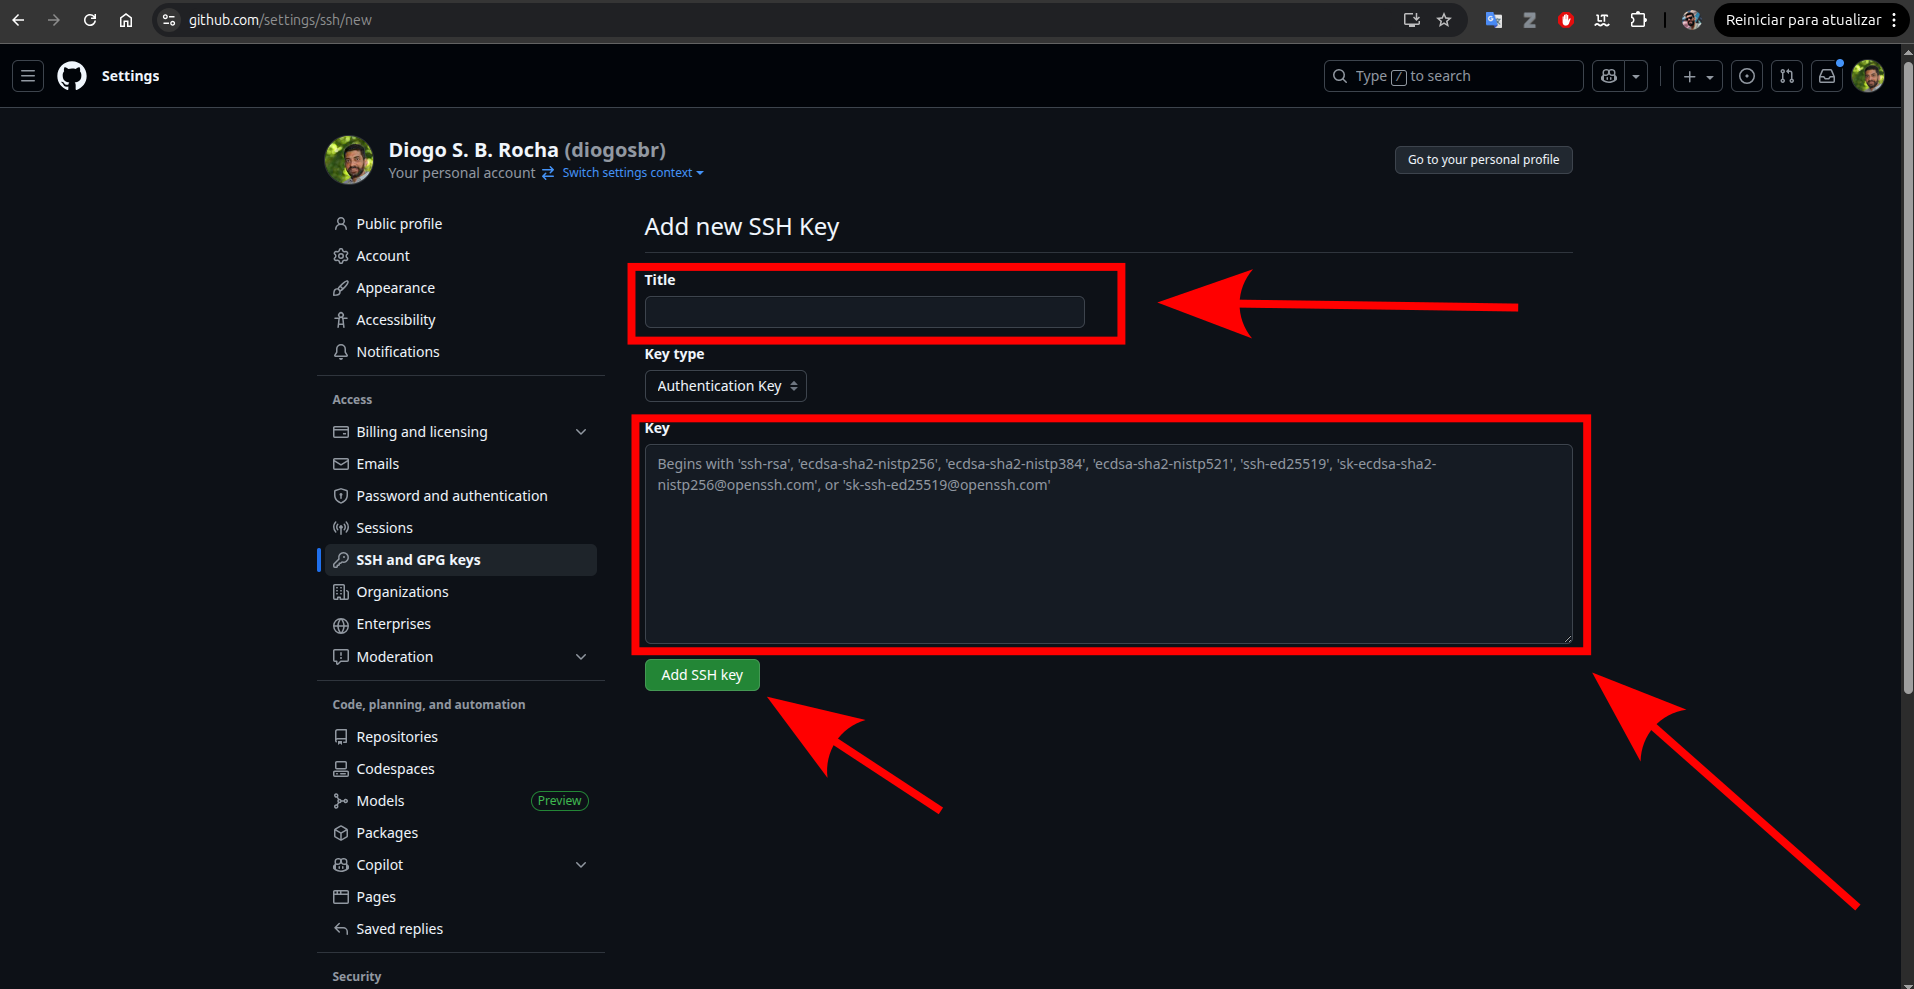 github.com/settings/ssh/new
Reiniciar para atualizar
Settings
Type / to search
Diogo S. B. Rocha (diogosbr)
Your personal account Switch settings context
Go to your personal profile
Public profile
Account
Appearance
Accessibility
Notifications
Access
Billing and licensing
Emails
Password and authentication
Sessions
SSH and GPG keys
Organizations
Enterprises
Moderation
Code, planning, and automation
Repositories
Codespaces
Models Preview
Packages
Copilot
Pages
Saved replies
Security
Add new SSH Key
Title
Key type
Authentication Key
Key
Begins with 'ssh-rsa', 'ecdsa-sha2-nistp256', 'ecdsa-sha2-nistp384', 'ecdsa-sha2-nistp521', 'ssh-ed25519', 'sk-ecdsa-sha2-
nistp256@openssh.com', or 'sk-ssh-ed25519@openssh.com'
Add SSH key